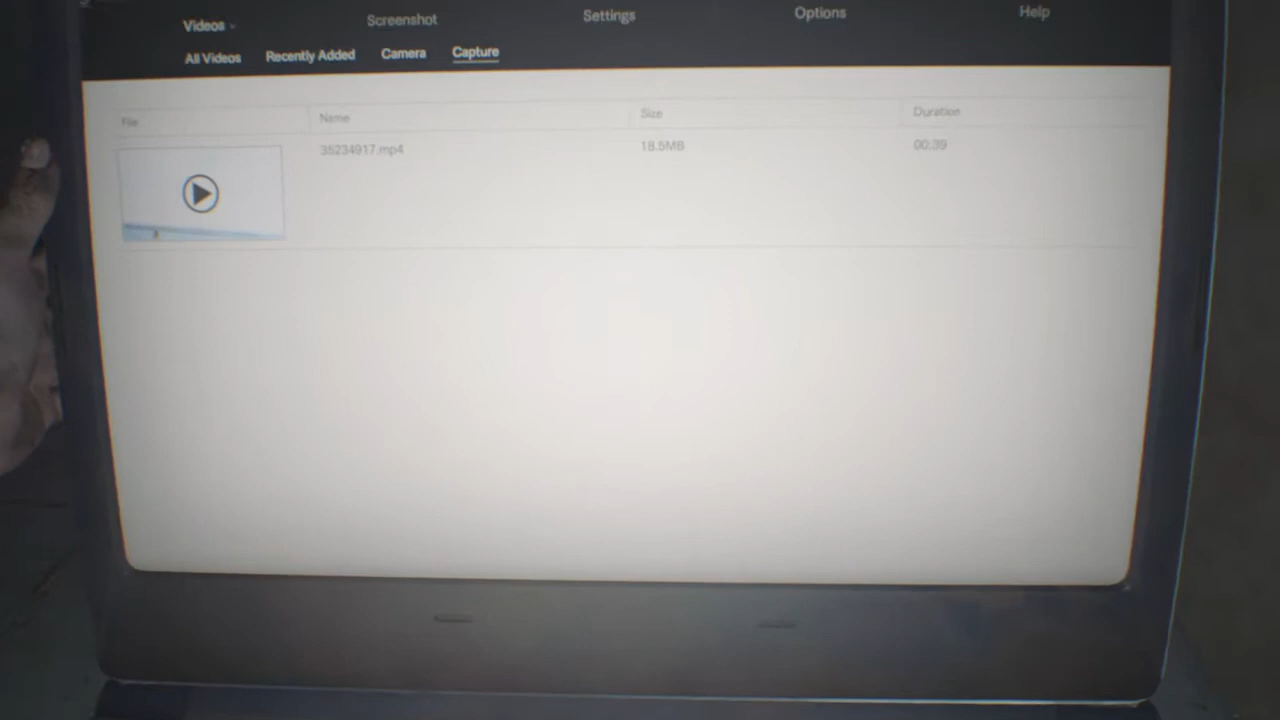 Videos Screenshot Settings Options Help
All Videos Recently Added Camera Capture
File Name Size Duration
35234917.mp4 18.5MB 00:39